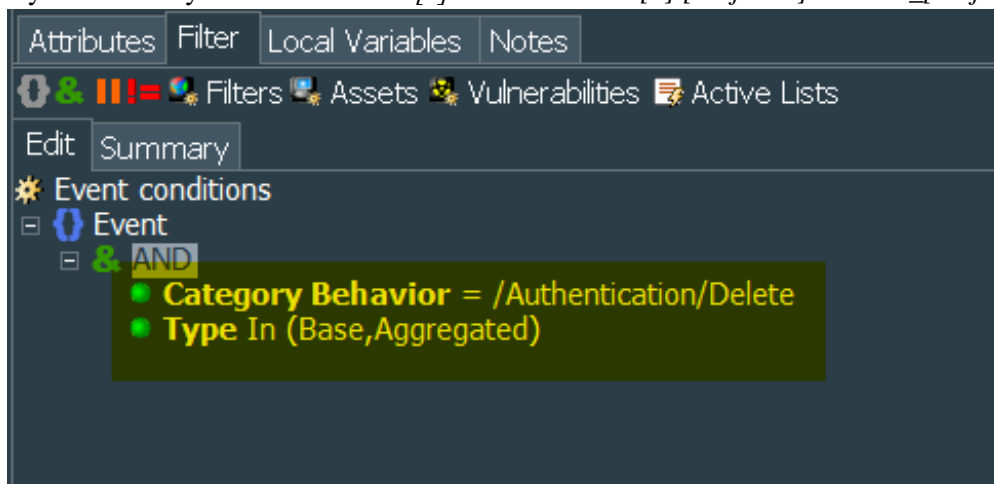 Attributes Filter Local Variables Notes
{} & || != Filters Assets Vulnerabilities Active Lists
Edit Summary
Event conditions
{} Event
& AND
Category Behavior = /Authentication/Delete
Type In (Base,Aggregated)